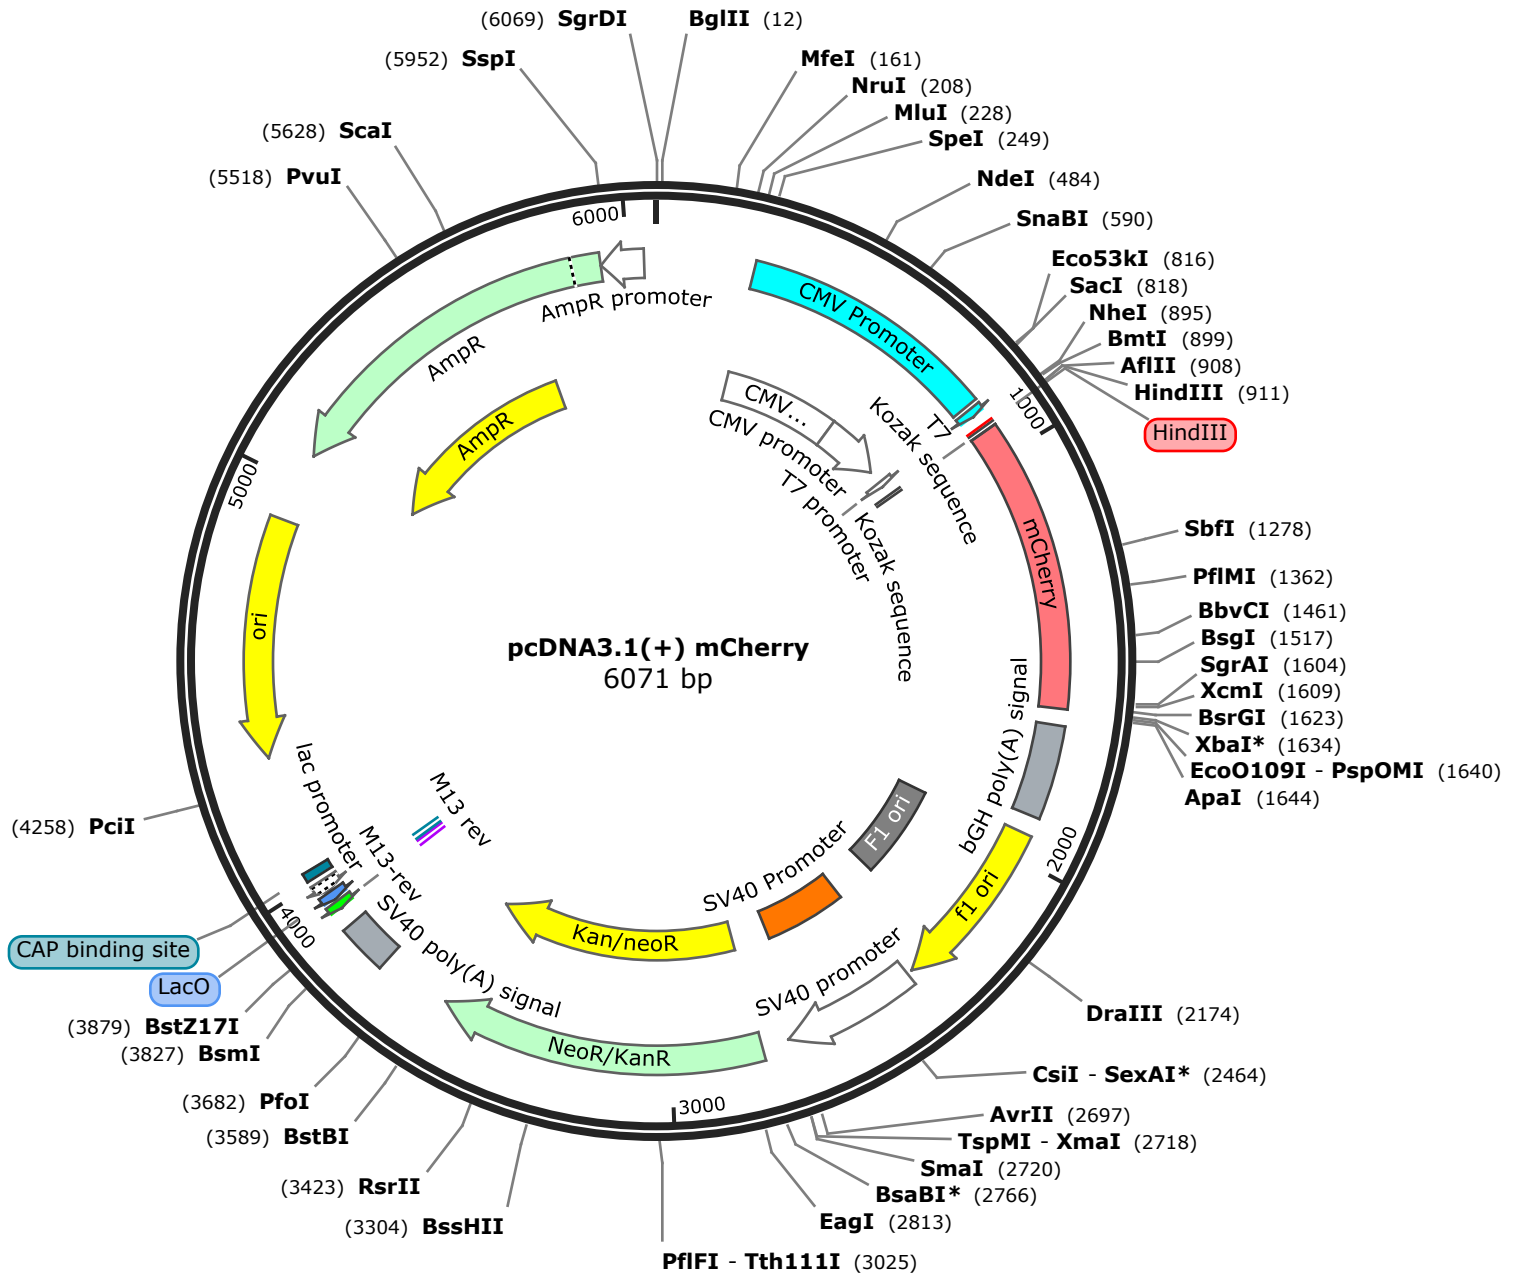 (6069) SgrDI
BglII (12)
(5952) SspI
MfeI (161)
NruI (208)
MluI (228)
(5628) ScaI
SpeI (249)
(5518) PvuI
NdeI (484)
6000
SnaBI (590)
Eco53kI (816)
SacI (818)
NheI (895)
BmtI (899)
AflII (908)
HindIII (911)
HindIII
1000
AmpR promoter
AmpR
AmpR
CMV Promoter
CMV...
CMV promoter
T7
T7 promoter
Kozak sequence
Kozak sequence
mCherry
5000
SbfI (1278)
PflMI (1362)
BbvCI (1461)
BsgI (1517)
SgrAI (1604)
XcmI (1609)
BsrGI (1623)
XbaI* (1634)
EcoO109I - PspOMI (1640)
ApaI (1644)
ori
pcDNA3.1(+) mCherry
6071 bp
bGH poly(A) signal
2000
F1 ori
f1 ori
SV40 Promoter
SV40 promoter
Kan/neoR
NeoR/KanR
lac promoter
M13 rev
M13-rev
SV40 poly(A) signal
(4258) PciI
4000
CAP binding site
LacO
(3879) BstZ17I
(3827) BsmI
(3682) PfoI
(3589) BstBI
(3423) RsrII
(3304) BssHII
3000
DraIII (2174)
CsiI - SexAI* (2464)
AvrII (2697)
TspMI - XmaI (2718)
SmaI (2720)
BsaBI* (2766)
EagI (2813)
PflFI - Tth111I (3025)